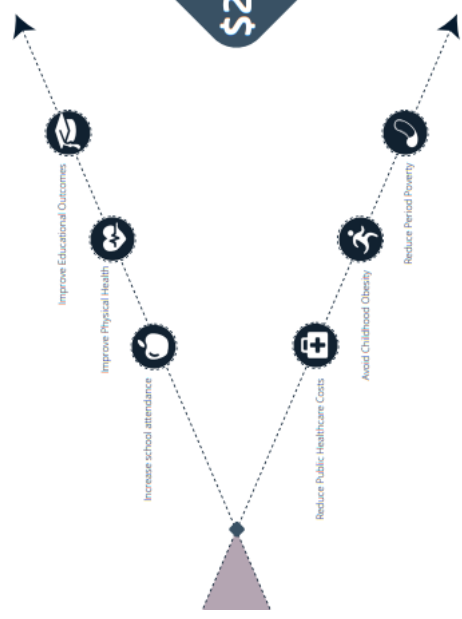 $2
Improve Educational Outcomes
Improve Physical Health
Increase school attendance
Reduce Public Healthcare Costs
Avoid Childhood Obesity
Reduce Period Poverty